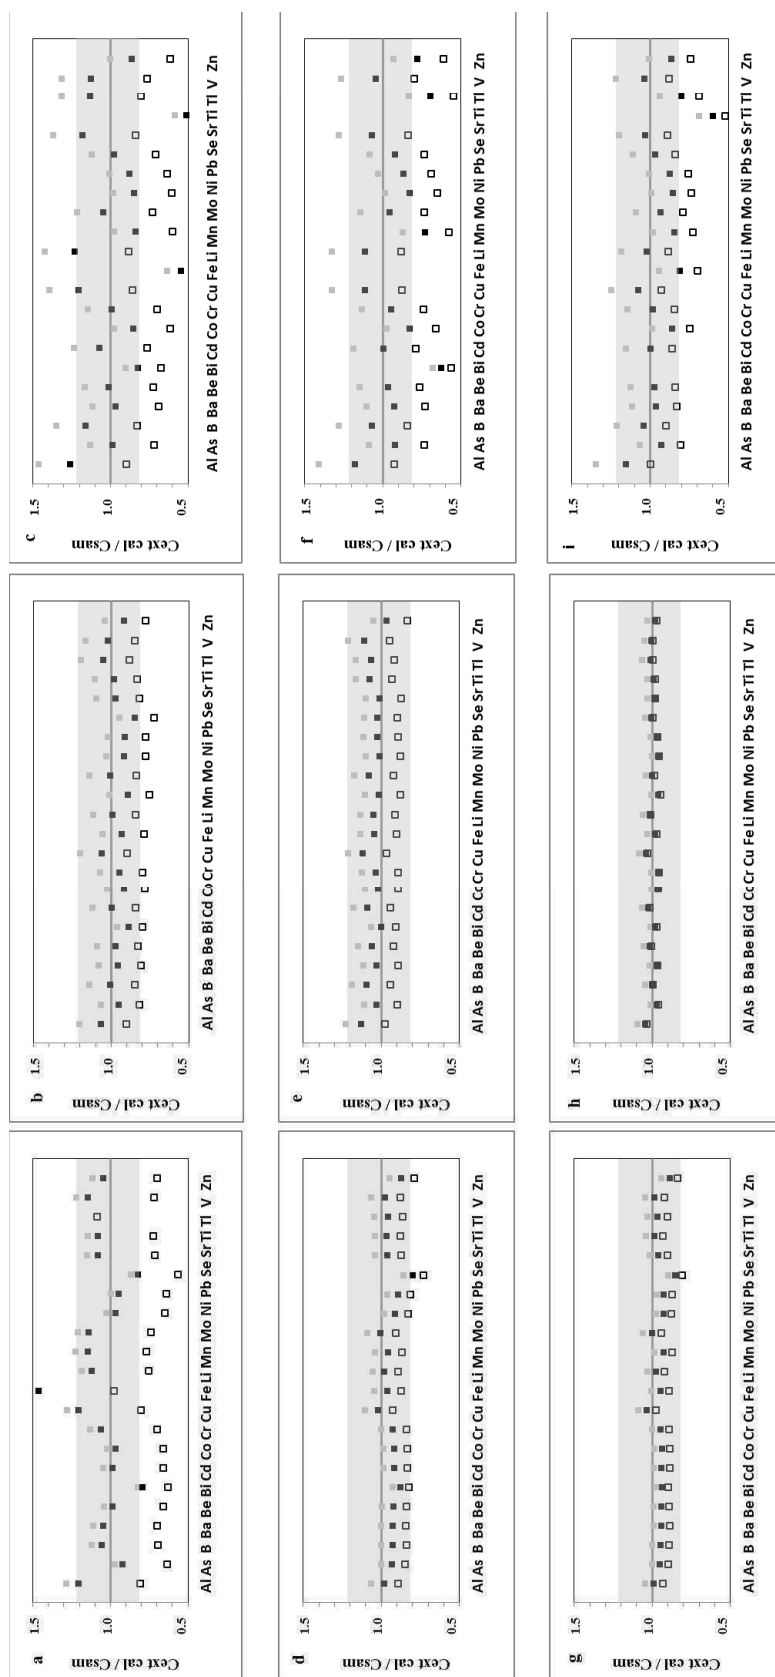 a
Cext cal / Csam
1.5
1.0
0.5
Al As B Ba Be Bi Cd Co Cr Cu Fe Li Mn Mo Ni Pb Se Sr Ti Tl V Zn
b
Cext cal / Csam
1.5
1.0
0.5
Al As B Ba Be Bi Cd Co Cr Cu Fe Li Mn Mo Ni Pb Se Sr Ti Tl V Zn
c
Cext cal / Csam
1.5
1.0
0.5
Al As B Ba Be Bi Cd Co Cr Cu Fe Li Mn Mo Ni Pb Se Sr Ti Tl V Zn
d
Cext cal / Csam
1.5
1.0
0.5
Al As B Ba Be Bi Cd Co Cr Cu Fe Li Mn Mo Ni Pb Se Sr Ti Tl V Zn
e
Cext cal / Csam
1.5
1.0
0.5
Al As B Ba Be Bi Cd Cc Cr Cu Fe Li Mn Mo Ni Pb Se Sr Ti Tl V Zn
f
Cext cal / Csam
1.5
1.0
0.5
Al As B Ba Be Bi Cd Co Cr Cu Fe Li Mn Mo Ni Pb Se Sr Ti Tl V Zn
g
Cext cal / Csam
1.5
1.0
0.5
Al As B Ba Be Bi Cd Co Cr Cu Fe Li Mn Mo Ni Pb Se Sr Ti Tl V Zn
h
Cext cal / Csam
1.5
1.0
0.5
Al As B Ba Be Bi Cd Co Cr Cu Fe Li Mn Mo Ni Pb Se Sr Ti Tl V Zn
i
Cext cal / Csam
1.5
1.0
0.5
Al As B Ba Be Bi Cd Co Cr Cu Fe Li Mn Mo Ni Pb Se Sr Ti Tl V Zn